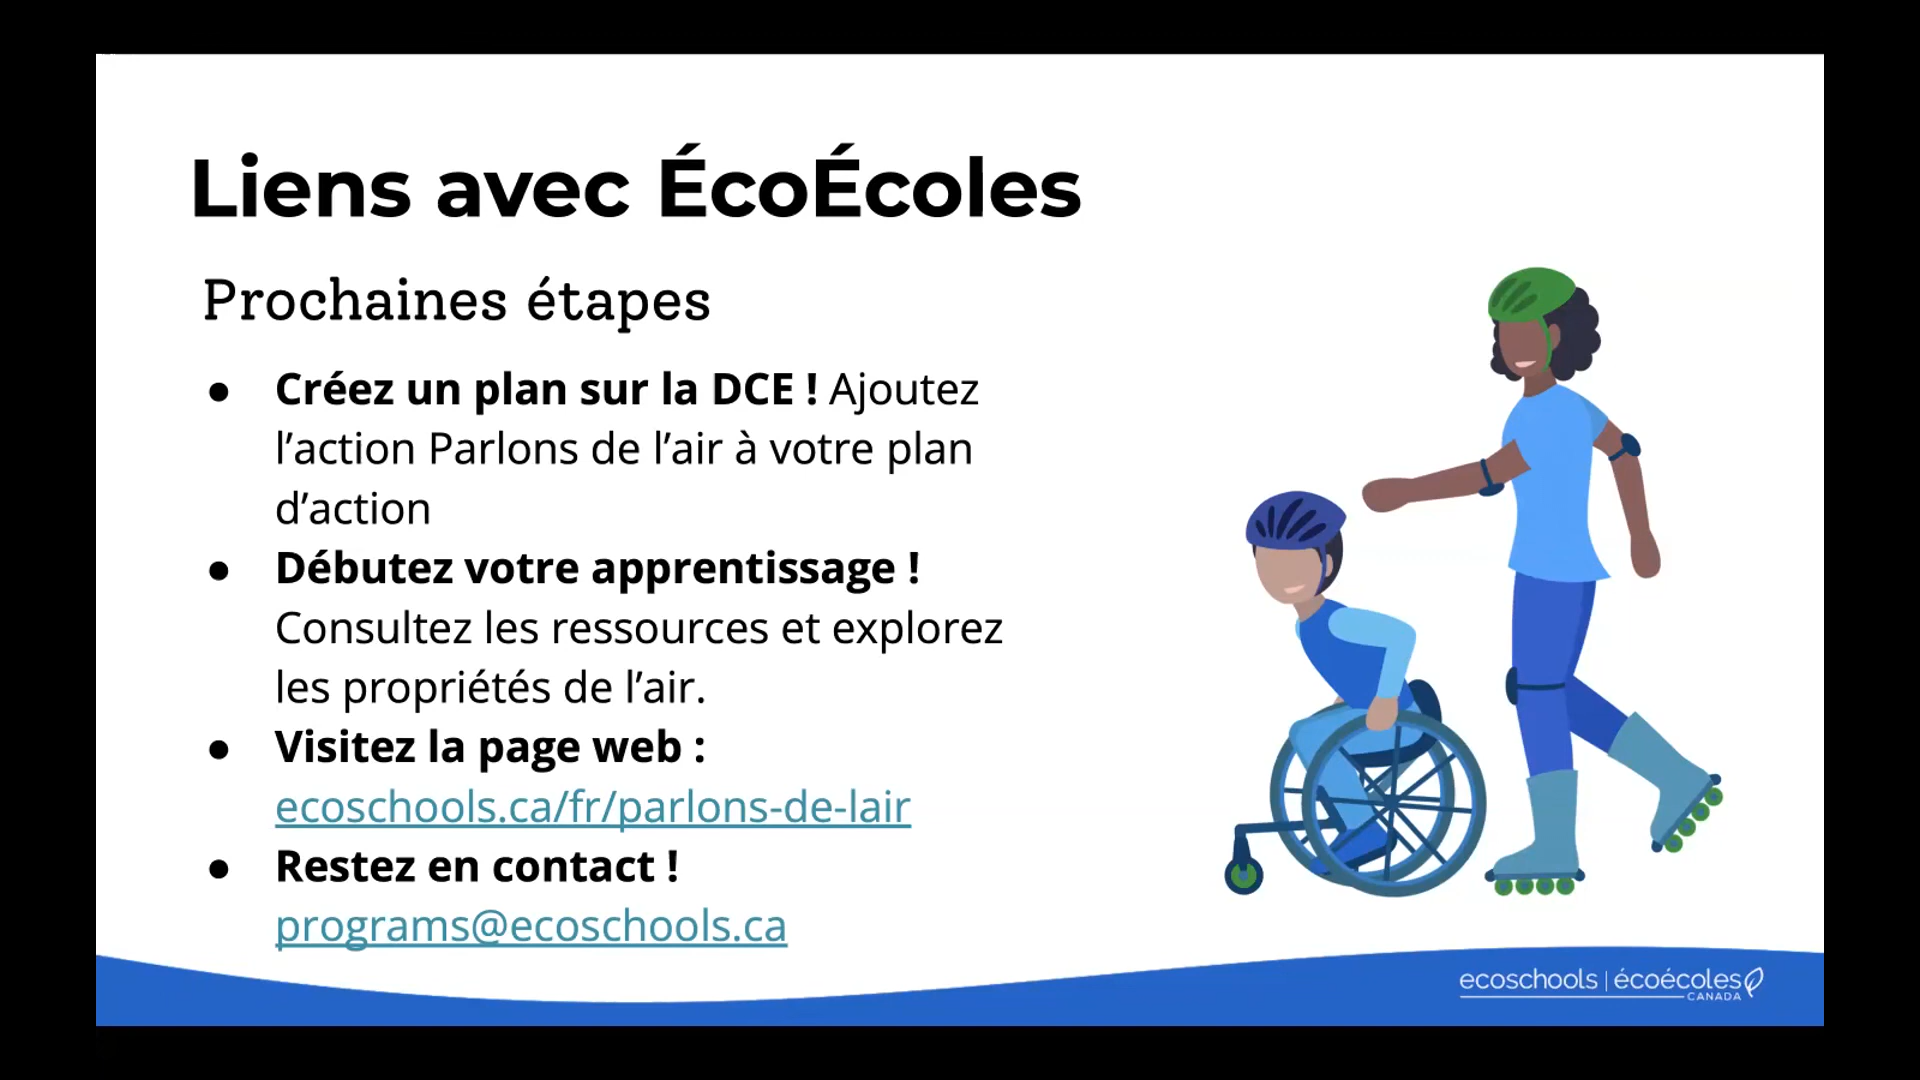 Liens avec ÉcoÉcoles
Prochaines étapes
● Créez un plan sur la DCE ! Ajoutez
l’action Parlons de l’air à votre plan
d’action
● Débutez votre apprentissage !
Consultez les ressources et explorez
les propriétés de l’air.
● Visitez la page web :
ecoschools.ca/fr/parlons-de-lair
● Restez en contact !
programs@ecoschools.ca
ecoschools | écoécoles
CANADA